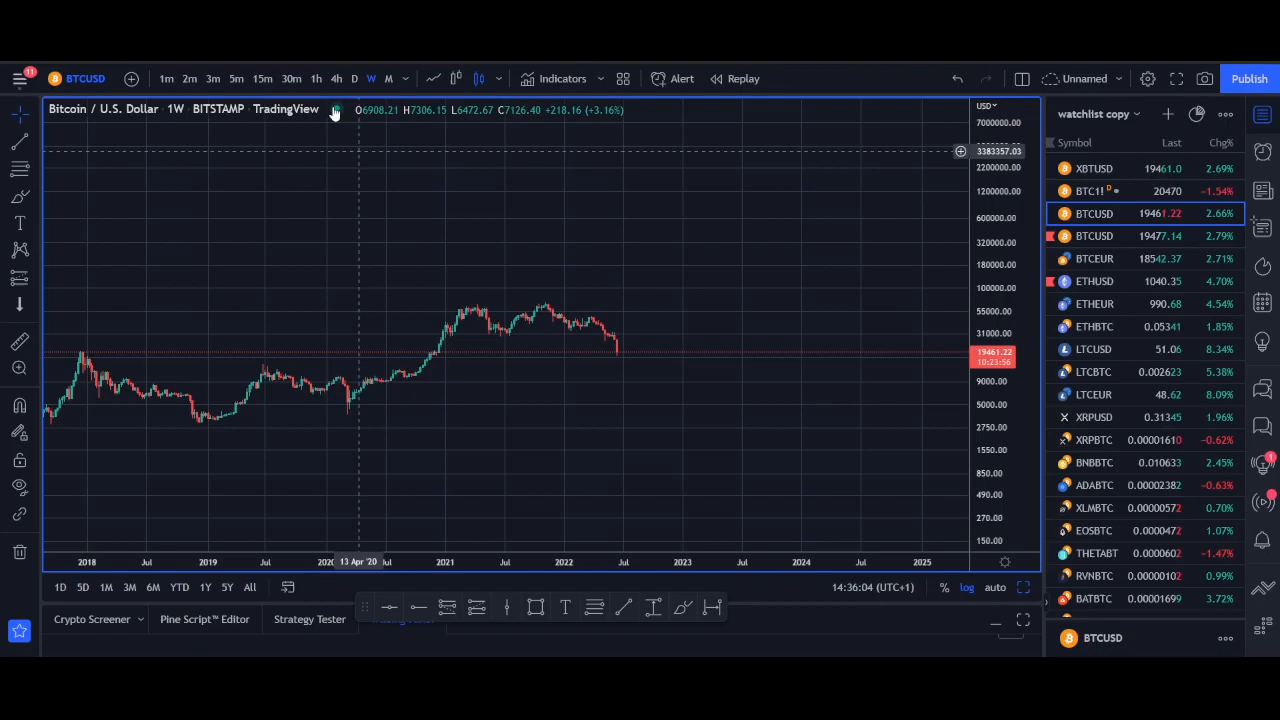 11
BTCUSD 1m 2m 3m 5m 15m 30m 1h 4h D W M Indicators Alert Replay Unnamed Publish
Bitcoin / U.S. Dollar · 1W · BITSTAMP · TradingView O6908.21 H7306.15 L6472.67 C7126.40 +218.16 (+3.16%)
USD
7000000.00
3383357.03
2200000.00
1200000.00
600000.00
320000.00
180000.00
100000.00
55000.00
31000.00
19461.22
10:23:56
9000.00
5000.00
2750.00
1550.00
850.00
490.00
270.00
150.00
2018 Jul 2019 Jul 2020 13 Apr '20 Jul 2021 Jul 2022 Jul 2023 Jul 2024 Jul 2025
1D 5D 1M 3M 6M YTD 1Y 5Y All 14:36:04 (UTC+1) % log auto
Crypto Screener Pine Script™ Editor Strategy Tester
watchlist copy
Symbol Last Chg%
XBTUSD 19461.0 2.69%
BTC1! D 20470 −1.54%
BTCUSD 19461.22 2.66%
BTCUSD 19477.14 2.79%
BTCEUR 18542.37 2.71%
ETHUSD 1040.35 4.70%
ETHEUR 990.68 4.54%
ETHBTC 0.05341 1.85%
LTCUSD 51.06 8.34%
LTCBTC 0.002623 5.38%
LTCEUR 48.62 8.09%
XRPUSD 0.31345 1.96%
XRPBTC 0.00001610 −0.62%
BNBBTC 0.010633 2.45%
ADABTC 0.00002382 −0.63%
XLMBTC 0.00000572 0.70%
EOSBTC 0.0000472 1.07%
THETABT 0.0000602 −1.47%
RVNBTC 0.00000102 0.99%
BATBTC 0.00001659 3.72%
BTCUSD
1